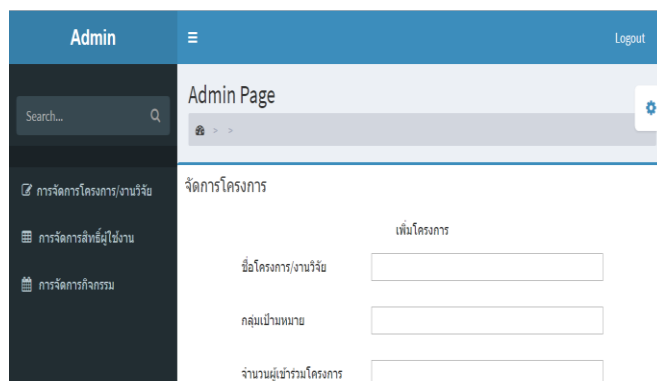 Admin
Logout
Search...
Admin Page
> >
การจัดการโครงการ/งานวิจัย
การจัดการสิทธิ์ผู้ใช้งาน
การจัดการกิจกรรม
จัดการโครงการ
เพิ่มโครงการ
ชื่อโครงการ/งานวิจัย
กลุ่มเป้ามหมาย
จำนวนผู้เข้าร่วมโครงการ